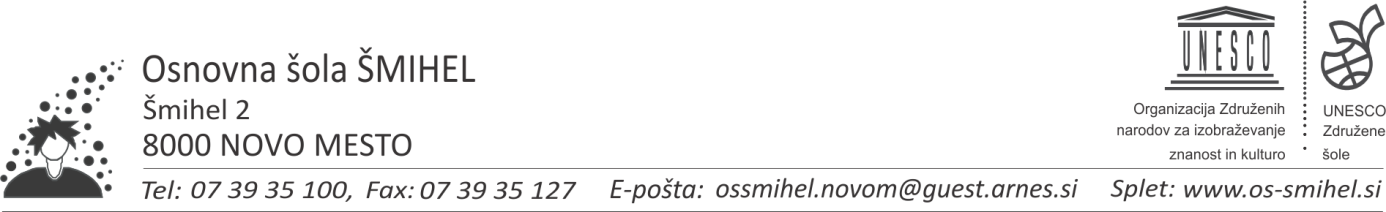 Osnovna šola ŠMIHEL
Šmihel 2
8000 NOVO MESTO
Tel: 07 39 35 100, Fax: 07 39 35 127 E-pošta: ossmihel.novom@guest.arnes.si Splet: www.os-smihel.si
UNESCO
Organizacija Združenih
narodov za izobraževanje
znanost in kulturo
UNESCO
Združene
šole